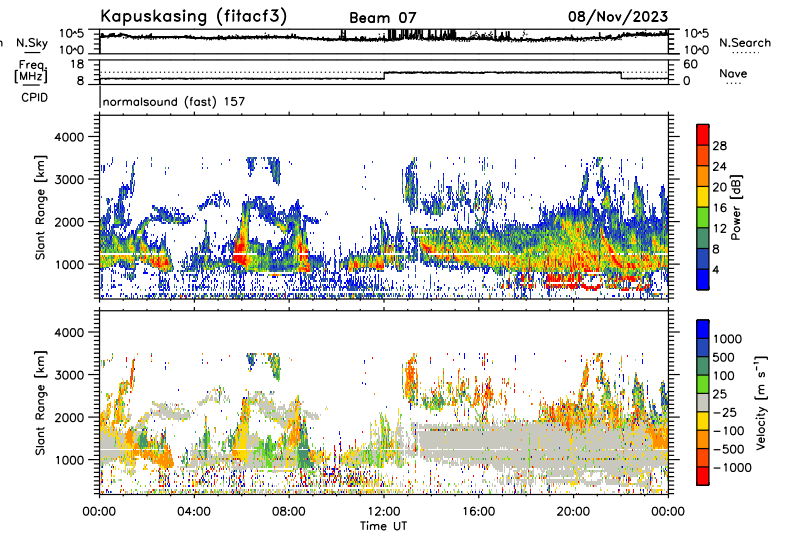 Kapuskasing (fitacf3)
Beam 07
08/Nov/2023
N.Sky
10^5
10^0
10^5
10^0
N.Search
Freq.
[MHz]
18
8
60
0
Nave
CPID
normalsound (fast) 157
Slant Range [km]
4000
3000
2000
1000
28
24
20
16
12
8
4
Power [dB]
Slant Range [km]
4000
3000
2000
1000
1000
500
100
25
-25
-100
-500
-1000
Velocity [m s⁻¹]
00:00
04:00
08:00
12:00
16:00
20:00
00:00
Time UT